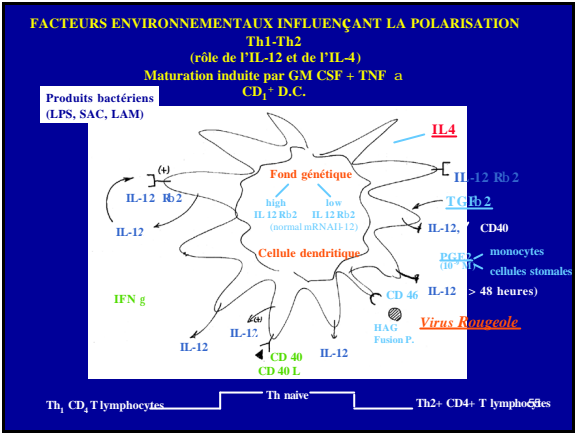 FACTEURS ENVIRONNEMENTAUX INFLUENÇANT LA POLARISATION
Th1-Th2
(rôle de l'IL-12 et de l'IL-4)
Maturation induite par GM CSF + TNF a
CD1+ D.C.
Produits bactériens
(LPS, SAC, LAM)
IL4
(+)
Fond génétique
IL-12 Rb2
IL-12 Rb2
high
low
TGFb2
IL 12 Rb2
IL 12 Rb2
(normal mRNAIl-12)
IL-12
IL-12,
CD40
Cellule dendritique
PGE2
monocytes
(10⁻⁶ M)
cellules stomales
IFN g
CD 46
IL-12
> 48 heures)
HAG
Fusion P.
Virus Rougeole
(+)
IL-12
IL-12
IL-12
CD 40
CD 40 L
Th naive
Th1 CD4 T lymphocytes
Th2+ CD4+ T lymphocytes
55